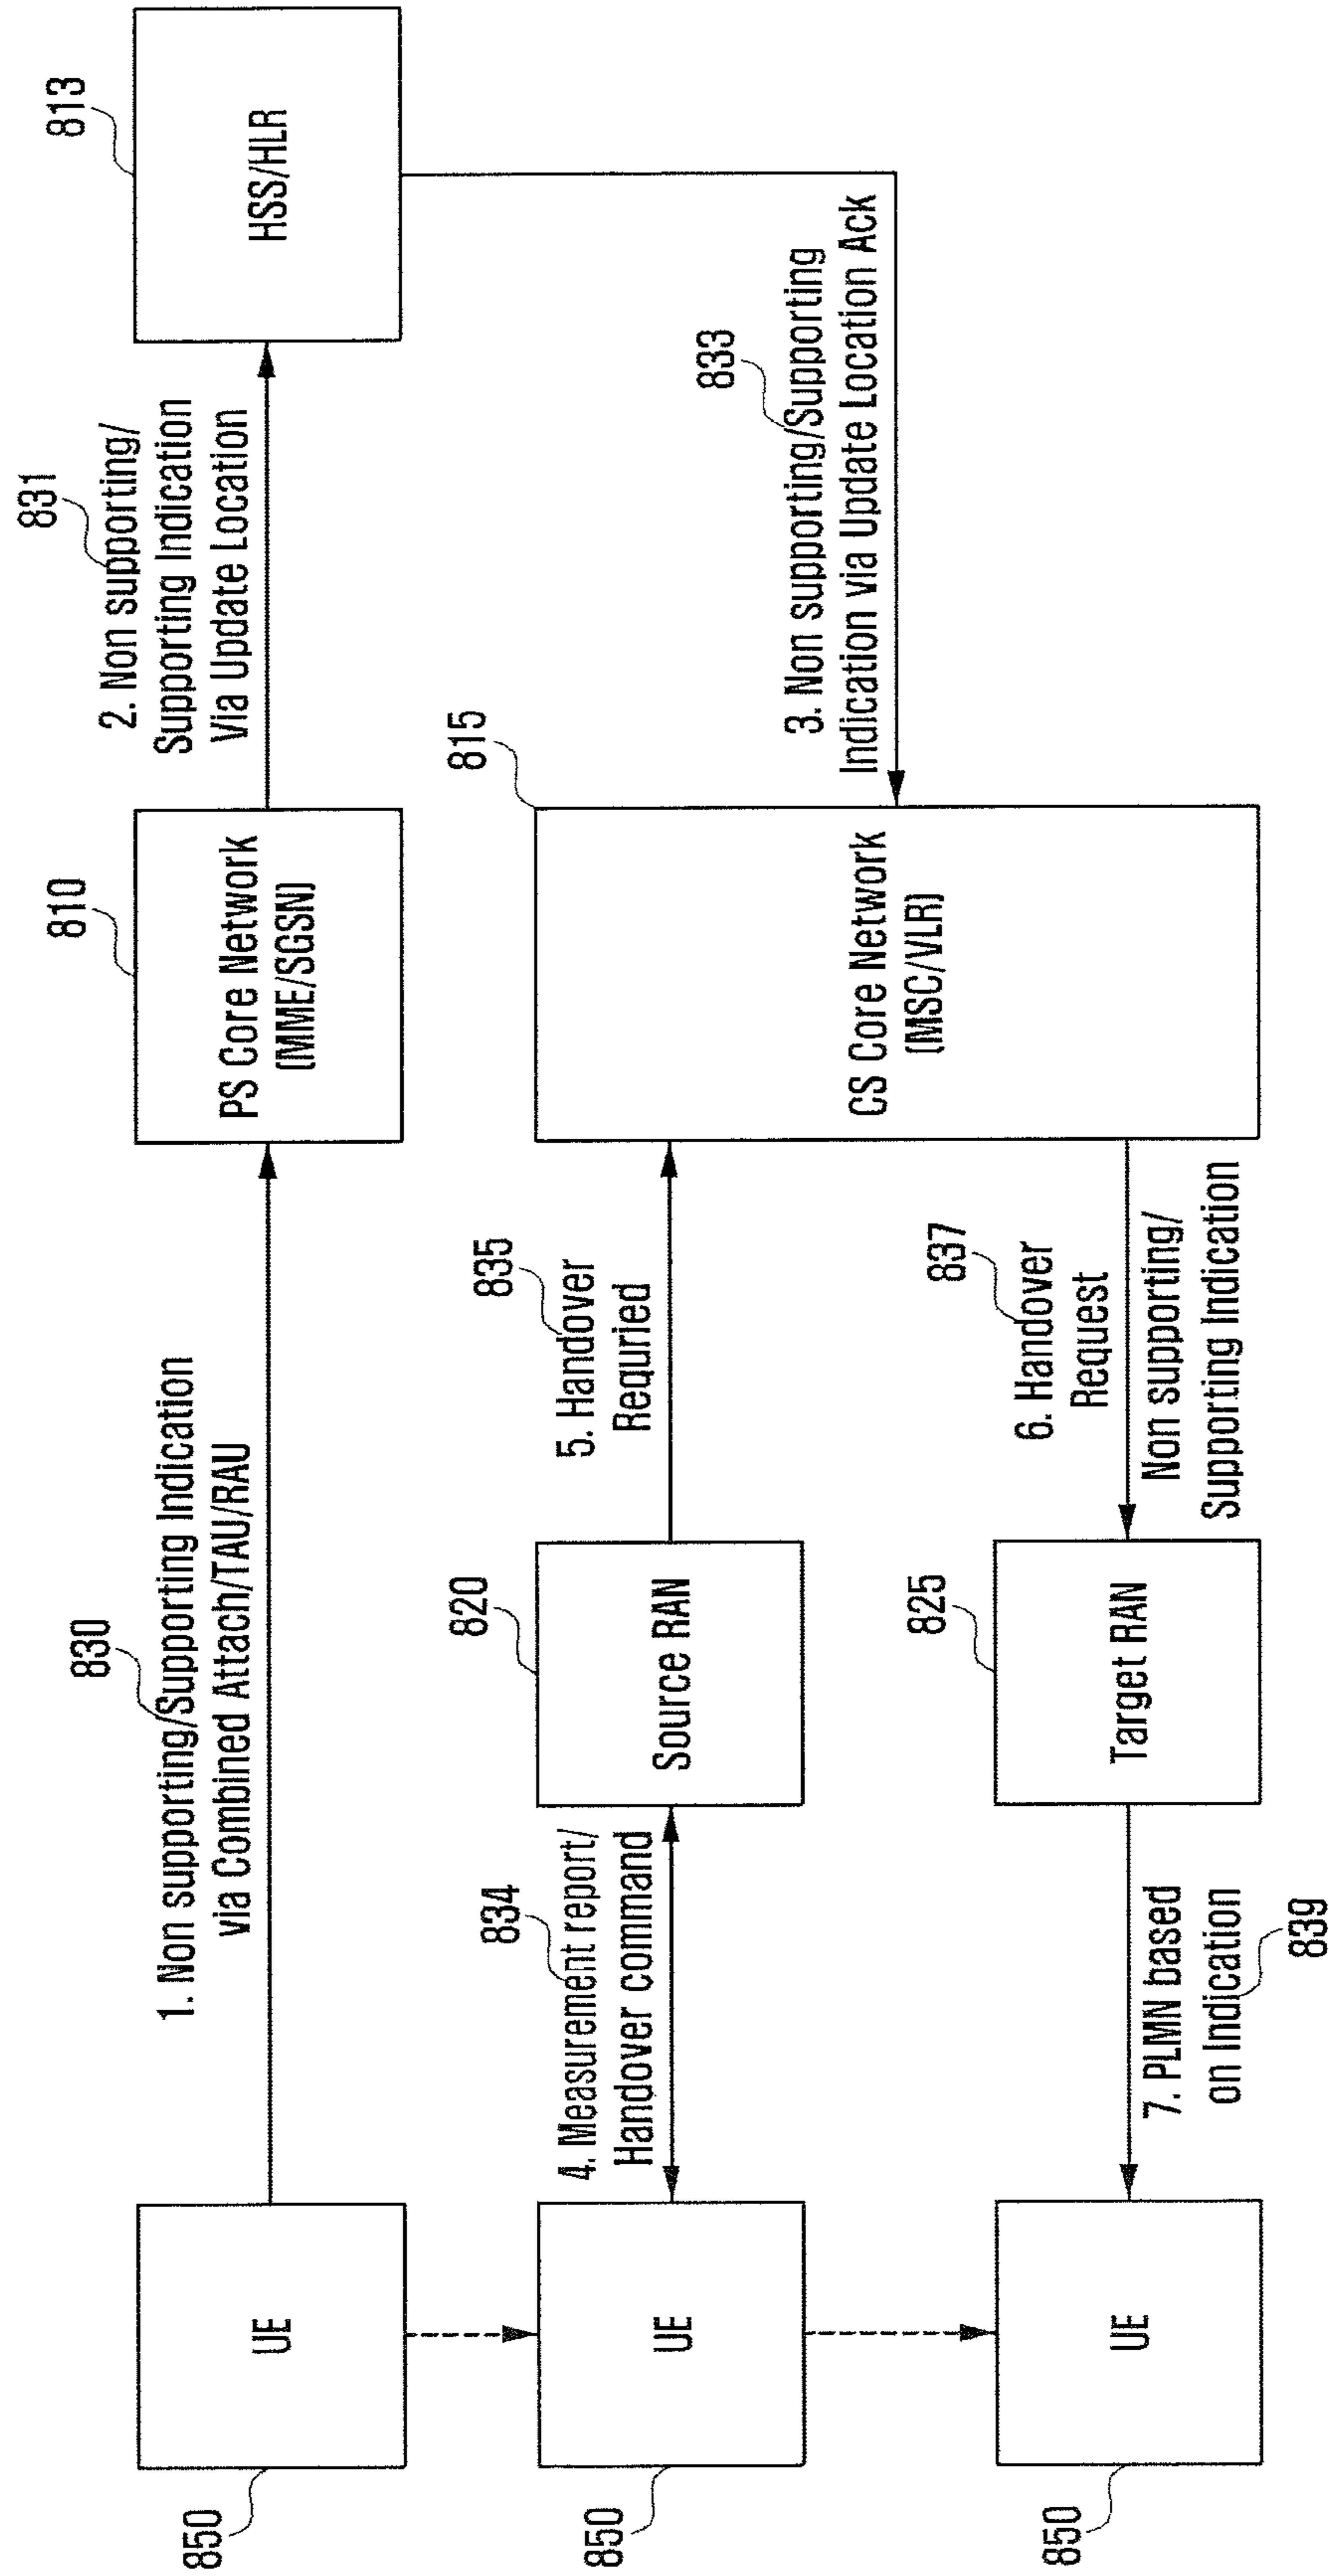 813
HSS/HLR
831
2. Non supporting/
Supporting Indication
Via Update Location
833
3. Non supporting/Supporting
Indication via Update Location Ack
810
PS Core Network
(MME/SGSN)
815
CS Core Network
(MSC/VLR)
830
1. Non supporting/Supporting Indication
via Combined Attach/TAU/RAU
835
5. Handover
Requried
837
6. Handover
Request
Non supporting/
Supporting Indication
820
Source RAN
825
Target RAN
834
4. Measurement report/
Handover command
7. PLMN based
on Indication
839
UE
850
UE
850
UE
850